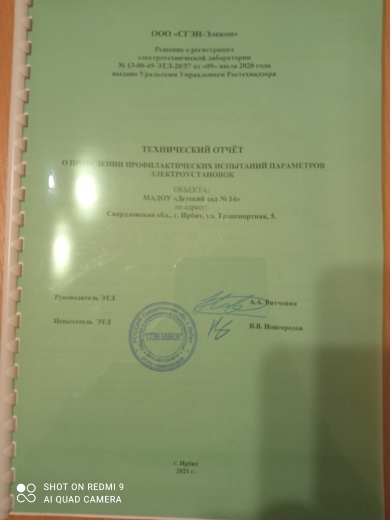 ООО «СГЭИ-Элекон»
Решение о регистрации
электротехнической лаборатории
№ 13-00-49-ЭТЛ-20/57 от «09» июля 2020 года
выдано Уральским Управлением Ростехнадзора
ТЕХНИЧЕСКИЙ ОТЧЁТ
О ПРОВЕДЕНИИ ПРОФИЛАКТИЧЕСКИХ ИСПЫТАНИЙ ПАРАМЕТРОВ
ЭЛЕКТРОУСТАНОВОК
ОБЪЕКТА:
МАДОУ «Детский сад № 14»
по адресу:
Свердловская обл., г. Ирбит, ул. Транспортная, 5.
Руководитель ЭТЛ
А.А.
Испытатель ЭТЛ
В.В. Новгородов
г. Ирбит
2021 г.
SHOT ON REDMI 9
AI QUAD CAMERA